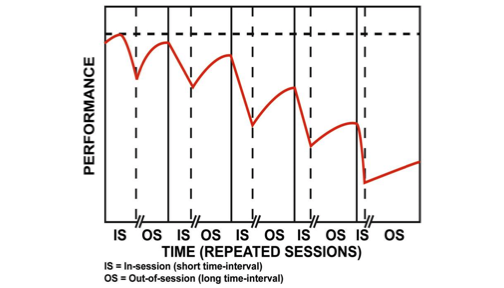 PERFORMANCE
IS OS IS OS IS OS IS OS IS OS
TIME (REPEATED SESSIONS)
IS = In-session (short time-interval)
OS = Out-of-session (long time-interval)